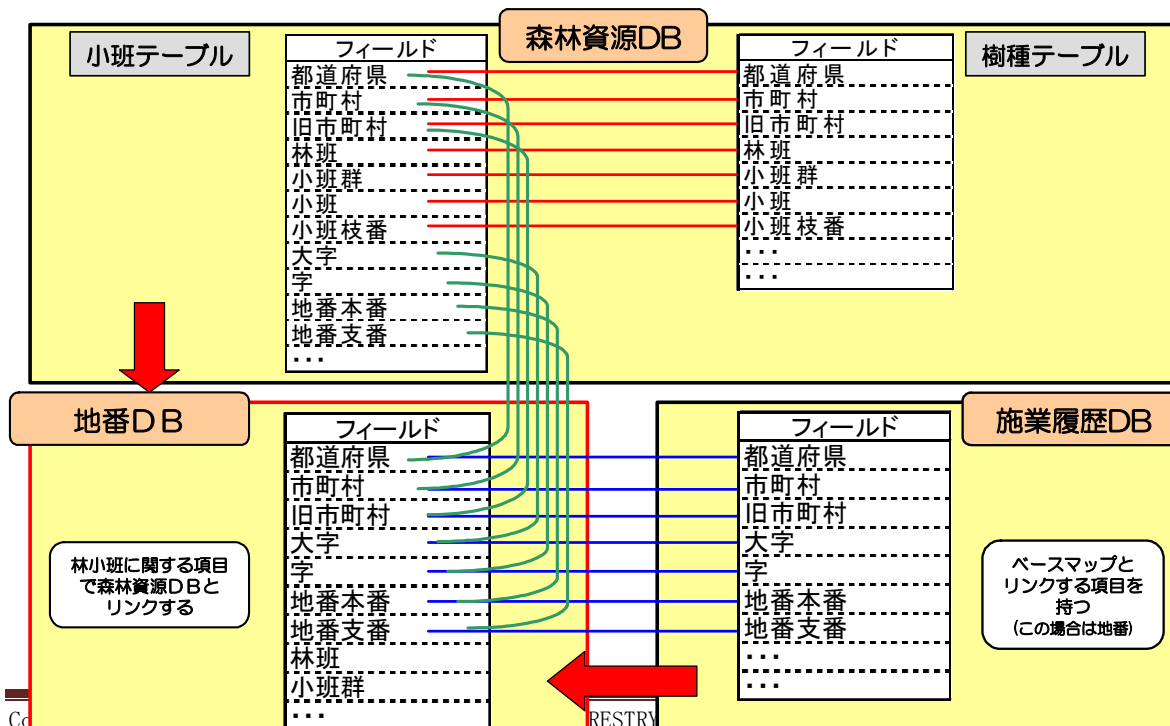 森林資源DB
小班テーブル
フィールド
都道府県
市町村
旧市町村
林班
小班群
小班
小班枝番
大字
字
地番本番
地番支番
・・・
フィールド
都道府県
市町村
旧市町村
林班
小班群
小班
小班枝番
・・・
・・・
樹種テーブル
地番DB
林小班に関する項目
で森林資源DBと
リンクする
フィールド
都道府県
市町村
旧市町村
大字
字
地番本番
地番支番
林班
小班群
・・・
フィールド
都道府県
市町村
旧市町村
大字
字
地番本番
地番支番
・・・
・・・
施業履歴DB
ベースマップと
リンクする項目を
持つ
(この場合は地番)
Co
RESTRY